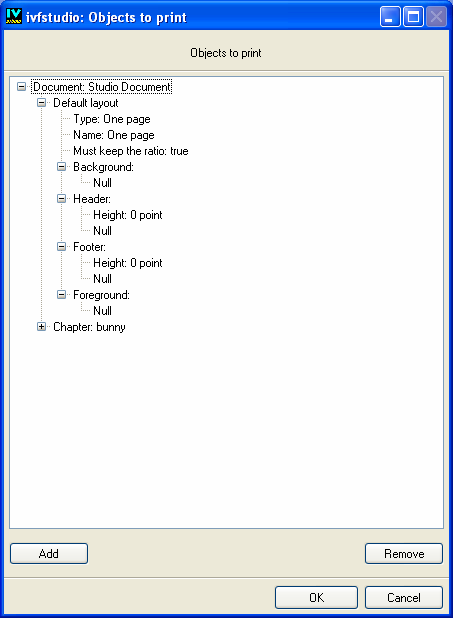 IV STUDIO ivfstudio: Objects to print
Objects to print
Document: Studio Document
Default layout
Type: One page
Name: One page
Must keep the ratio: true
Background:
Null
Header:
Height: 0 point
Null
Footer:
Height: 0 point
Null
Foreground:
Null
Chapter: bunny
Add Remove
OK Cancel